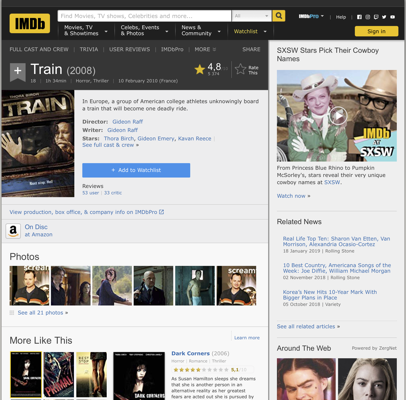 IMDb
Find Movies, TV shows, Celebrities and more...
All
Movies, TV
& Showtimes
Celebs, Events
& Photos
News &
Community
Watchlist
IMDbPro
Help
Sign in
FULL CAST AND CREW | TRIVIA | USER REVIEWS | IMDbPro | MORE
SHARE
Train (2008)
18 | 1h 34min | Horror, Thriller | 10 February 2010 (France)
4,8
Rate
This
TRAIN
In Europe, a group of American college athletes unknowingly board
a train that will become one deadly ride.
Director: Gideon Raff
Writer: Gideon Raff
Stars: Thora Birch, Gideon Emery, Kavan Reece |
See full cast & crew »
+ Add to Watchlist
Reviews
53 user | 33 critic
View production, box office, & company info on IMDbPro
a
On Disc
at Amazon
Photos
scream
scream
See all 21 photos »
More Like This
Learn more
Dark Corners (2006)
Horror | Romance | Thriller
As Susan Hamilton sleeps she dreams
that she is another person in an
alternative reality as her greatest
fears are acted out she is pursued by
SXSW Stars Pick Their Cowboy
Names
IMDb
AT
SXSW
From Princess Blue Rhino to Pumpkin
McSorley's, stars reveal their very unique
cowboy names at SXSW.
Watch now »
Related News
Real Life Top Ten: Sharon Van Etten, Van
Morrison, Alexandria Ocasio-Cortez
18 January 2019 | Rolling Stone
10 Best Country, Americana Songs of the
Week: Joe Diffie, William Michael Morgan
02 November 2018 | Rolling Stone
Korea's New Hits 10-Year Mark With
Bigger Plans in Place
05 October 2018 | Variety
See all related articles »
Around The Web
Powered by ZergNet